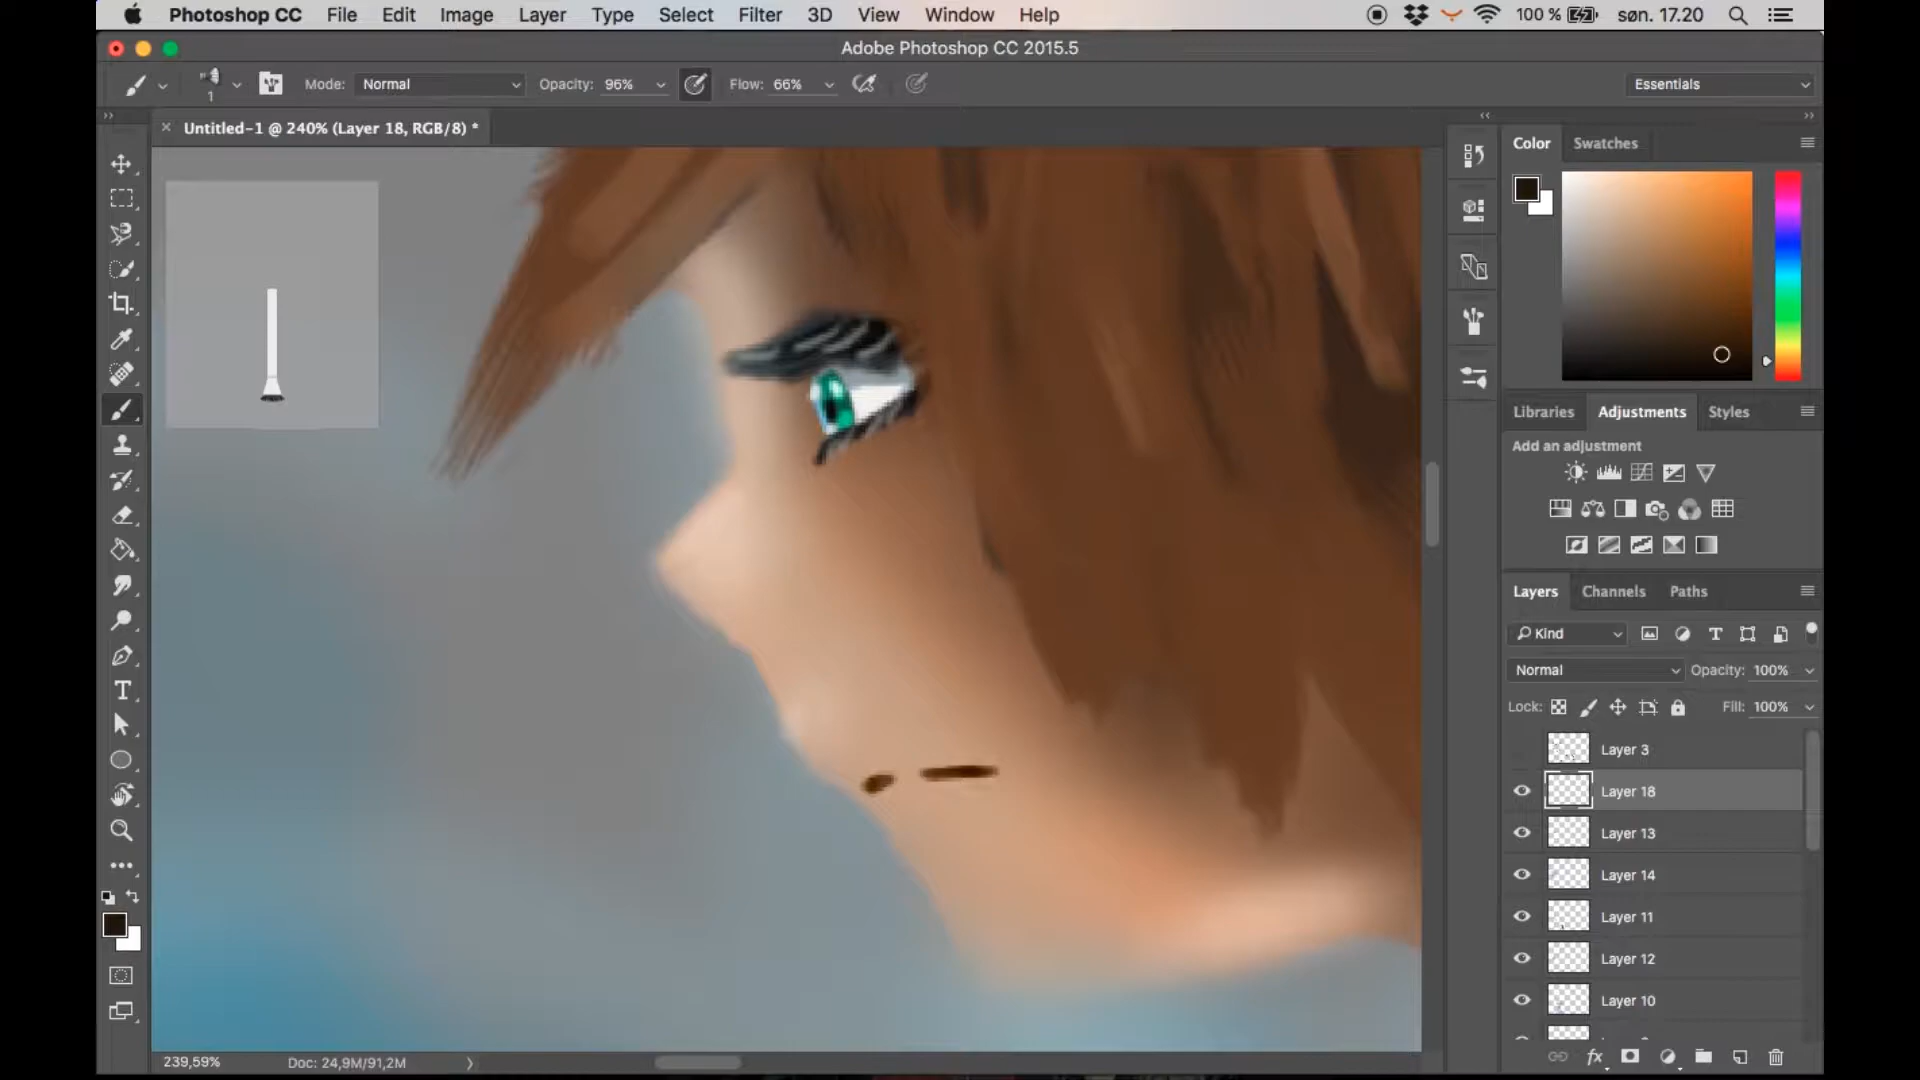 Photoshop CC File Edit Image Layer Type Select Filter 3D View Window Help 100 % søn. 17.20
Adobe Photoshop CC 2015.5
1 Mode: Normal Opacity: 96% Flow: 66% Essentials
Untitled-1 @ 240% (Layer 18, RGB/8) *
Color Swatches
Libraries Adjustments Styles
Add an adjustment
Layers Channels Paths
Kind
Normal Opacity: 100%
Lock: Fill: 100%
Layer 3
Layer 18
Layer 13
Layer 14
Layer 11
Layer 12
Layer 10
239,59% Doc: 24,9M/91,2M